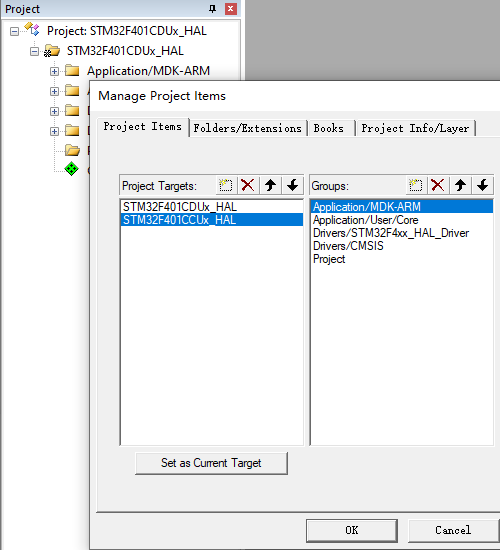 Project
Project: STM32F401CDUx_HAL
STM32F401CDUx_HAL
Application/MDK-ARM
Manage Project Items
Project Items
Folders/Extensions
Books
Project Info/Layer
Project Targets:
Groups:
STM32F401CDUx_HAL
STM32F401CCUx_HAL
Application/MDK-ARM
Application/User/Core
Drivers/STM32F4xx_HAL_Driver
Drivers/CMSIS
Project
Set as Current Target
OK
Cancel